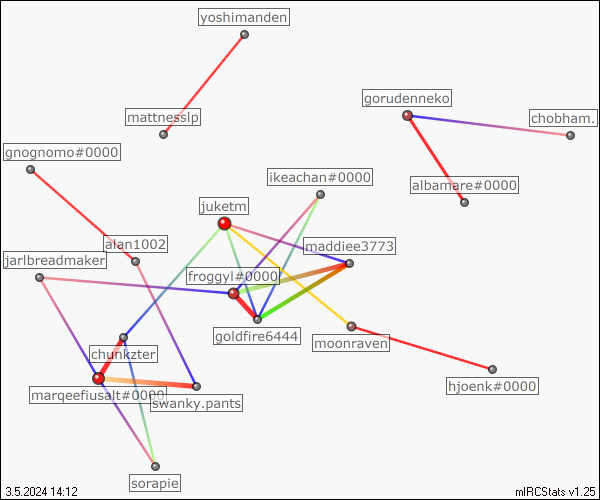 yoshimanden
gorudenneko
mattnesslp
chobham.
gnognomo#0000
ikeachan#0000
albamare#0000
juketm
alan1002
maddiee3773
jarlbreadmaker
froggyl#0000
goldfire6444
moonraven
chunkzter
hjoenk#0000
marqeefiusalt#0000
swanky.pants
sorapie
3.5.2024 14:12
mIRCStats v1.25